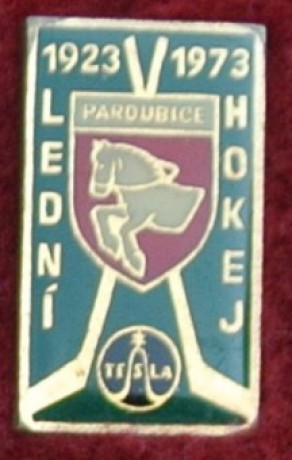 1923 1973
PARDUBICE
LEDNÍ
HOKEJ
TESLA